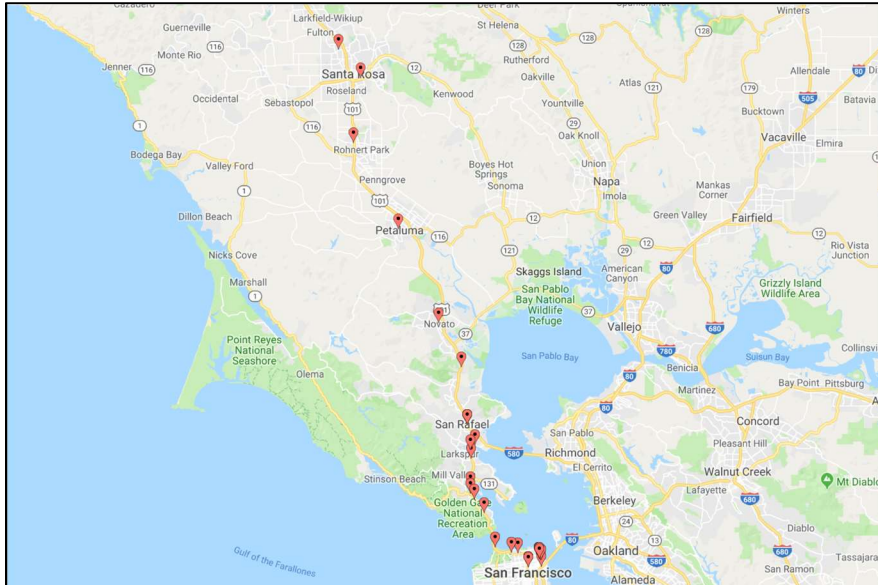 Cazadero
Guerneville
Larkfield-Wikiup
Fulton
St Helena
Winters
116
128
128
128
Monte Rio
Rutherford
Oakville
Jenner
116
Santa Rosa
12
Atlas
Allendale
80
Roseland
Kenwood
121
179
505
Batavia
Occidental
Sebastopol
101
Yountville
Bucktown
1
116
29
Vacaville
Oak Knoll
Elmira
Bodega Bay
Rohnert Park
Valley Ford
Boyes Hot
Springs
Union
Penngrove
Sonoma
Napa
Mankas
Corner
1
101
Imola
Dillon Beach
12
Green Valley
Fairfield
Petaluma
116
12
121
29
Rio Vista
Junction
Nicks Cove
Skaggs Island
American
Canyon
80
Marshall
1
San Pablo
Bay National
Wildlife
Refuge
Grizzly Island
Wildlife Area
37
Novato
37
Vallejo
680
Point Reyes
National
Seashore
San Pablo Bay
780
Suisun Bay
Benicia
Olema
80
Martinez
Bay Point
Pittsburg
80
San Rafael
Concord
San Pablo
Pleasant Hill
Larkspur
580
Richmond
El Cerrito
Walnut Creek
Stinson Beach
Mill Valley
131
Lafayette
680
Mt Diablo
Golden Gate
National
Recreation
Area
Berkeley
24
13
Diablo
80
Oakland
580
680
Gulf of the Farallones
San Francisco
San Ramon
Alameda